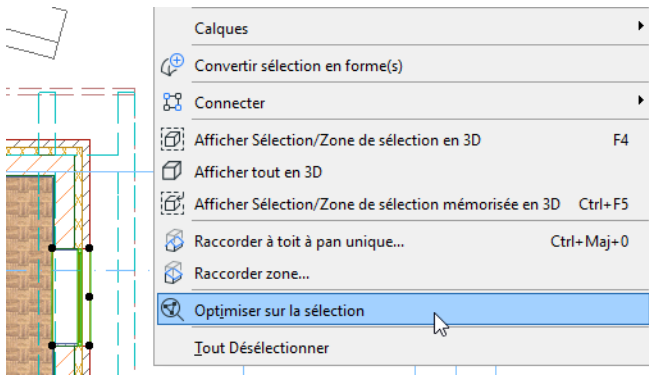 Calques
Convertir sélection en forme(s)
Connecter
Afficher Sélection/Zone de sélection en 3D F4
Afficher tout en 3D
Afficher Sélection/Zone de sélection mémorisée en 3D Ctrl+F5
Raccorder à toit à pan unique... Ctrl+Maj+0
Raccorder zone...
Optimiser sur la sélection
Tout Désélectionner